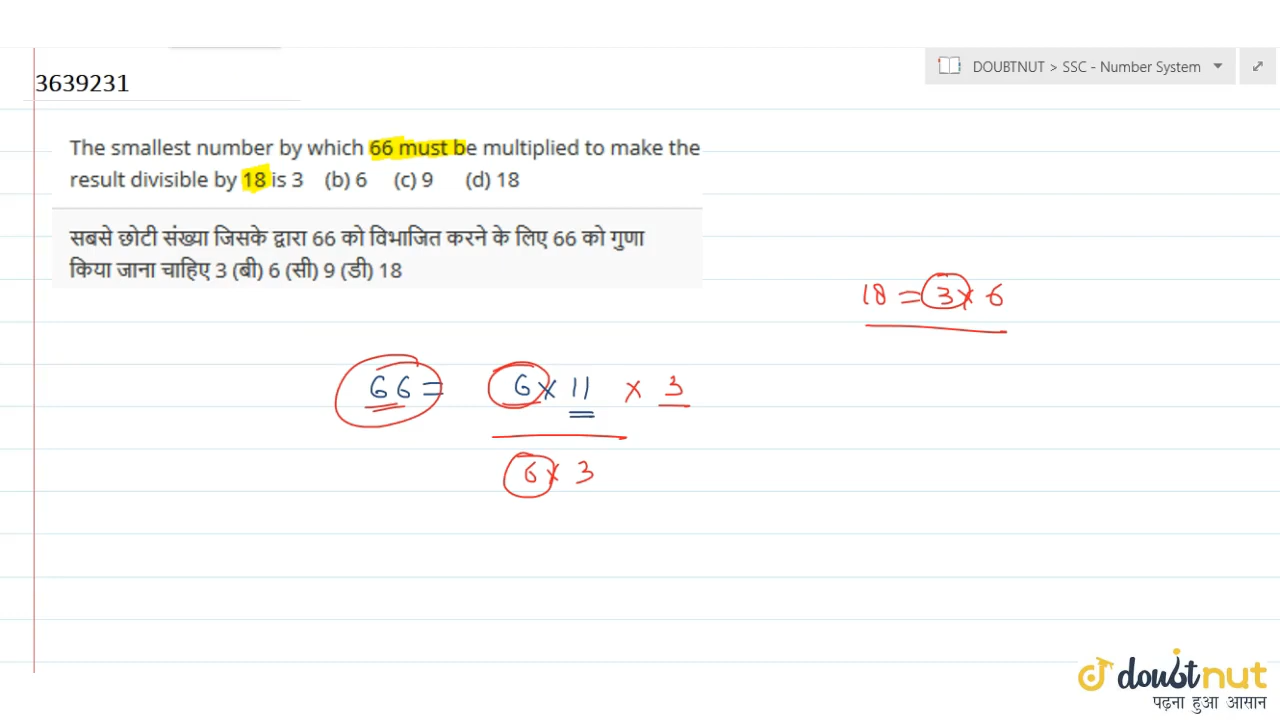 3639231
DOUBTNUT > SSC - Number System
The smallest number by which 66 must be multiplied to make the
result divisible by 18 is 3 (b) 6 (c) 9 (d) 18
सबसे छोटी संख्या जिसके द्वारा 66 को विभाजित करने के लिए 66 को गुणा
किया जाना चाहिए 3 (बी) 6 (सी) 9 (डी) 18
18 = 3 × 6
66 = 6 × 11 × 3
6 × 3
doubtnut
पढ़ना हुआ आसान